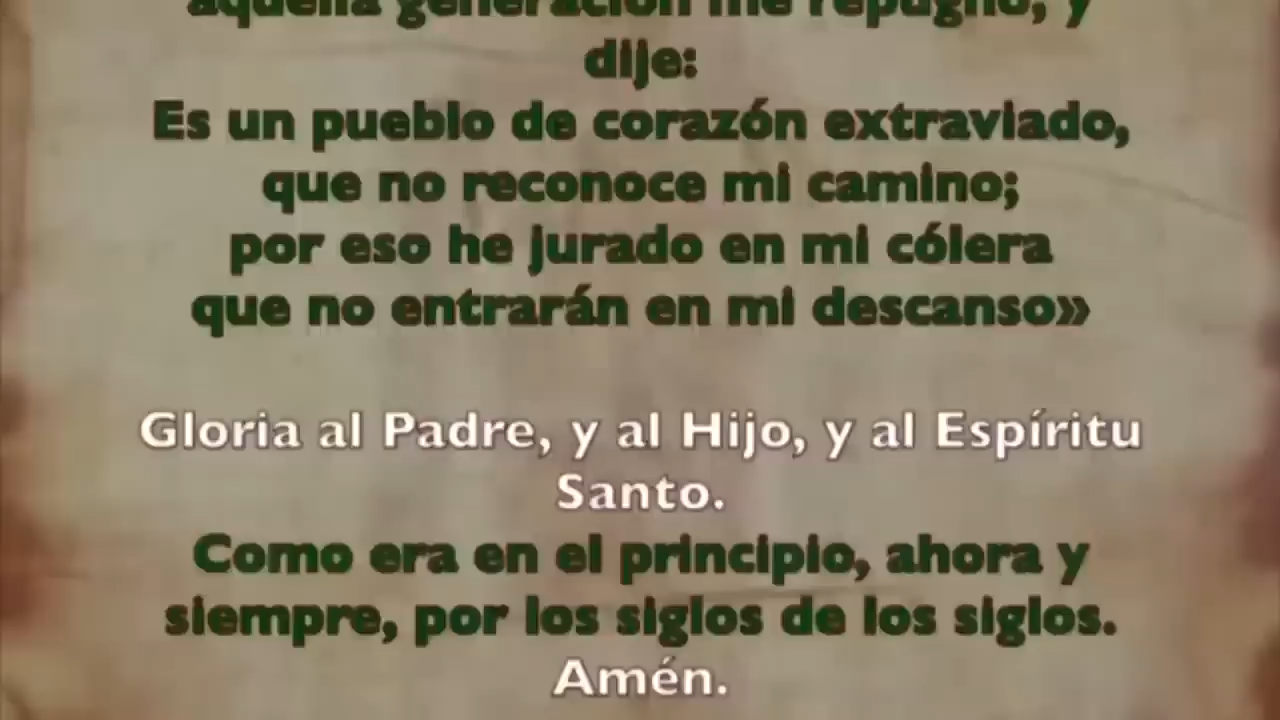 aquella generación me repugnó, y
dije:
Es un pueblo de corazón extraviado,
que no reconoce mi camino;
por eso he jurado en mi cólera
que no entrarán en mi descanso»
Gloria al Padre, y al Hijo, y al Espíritu
Santo.
Como era en el principio, ahora y
siempre, por los siglos de los siglos.
Amén.